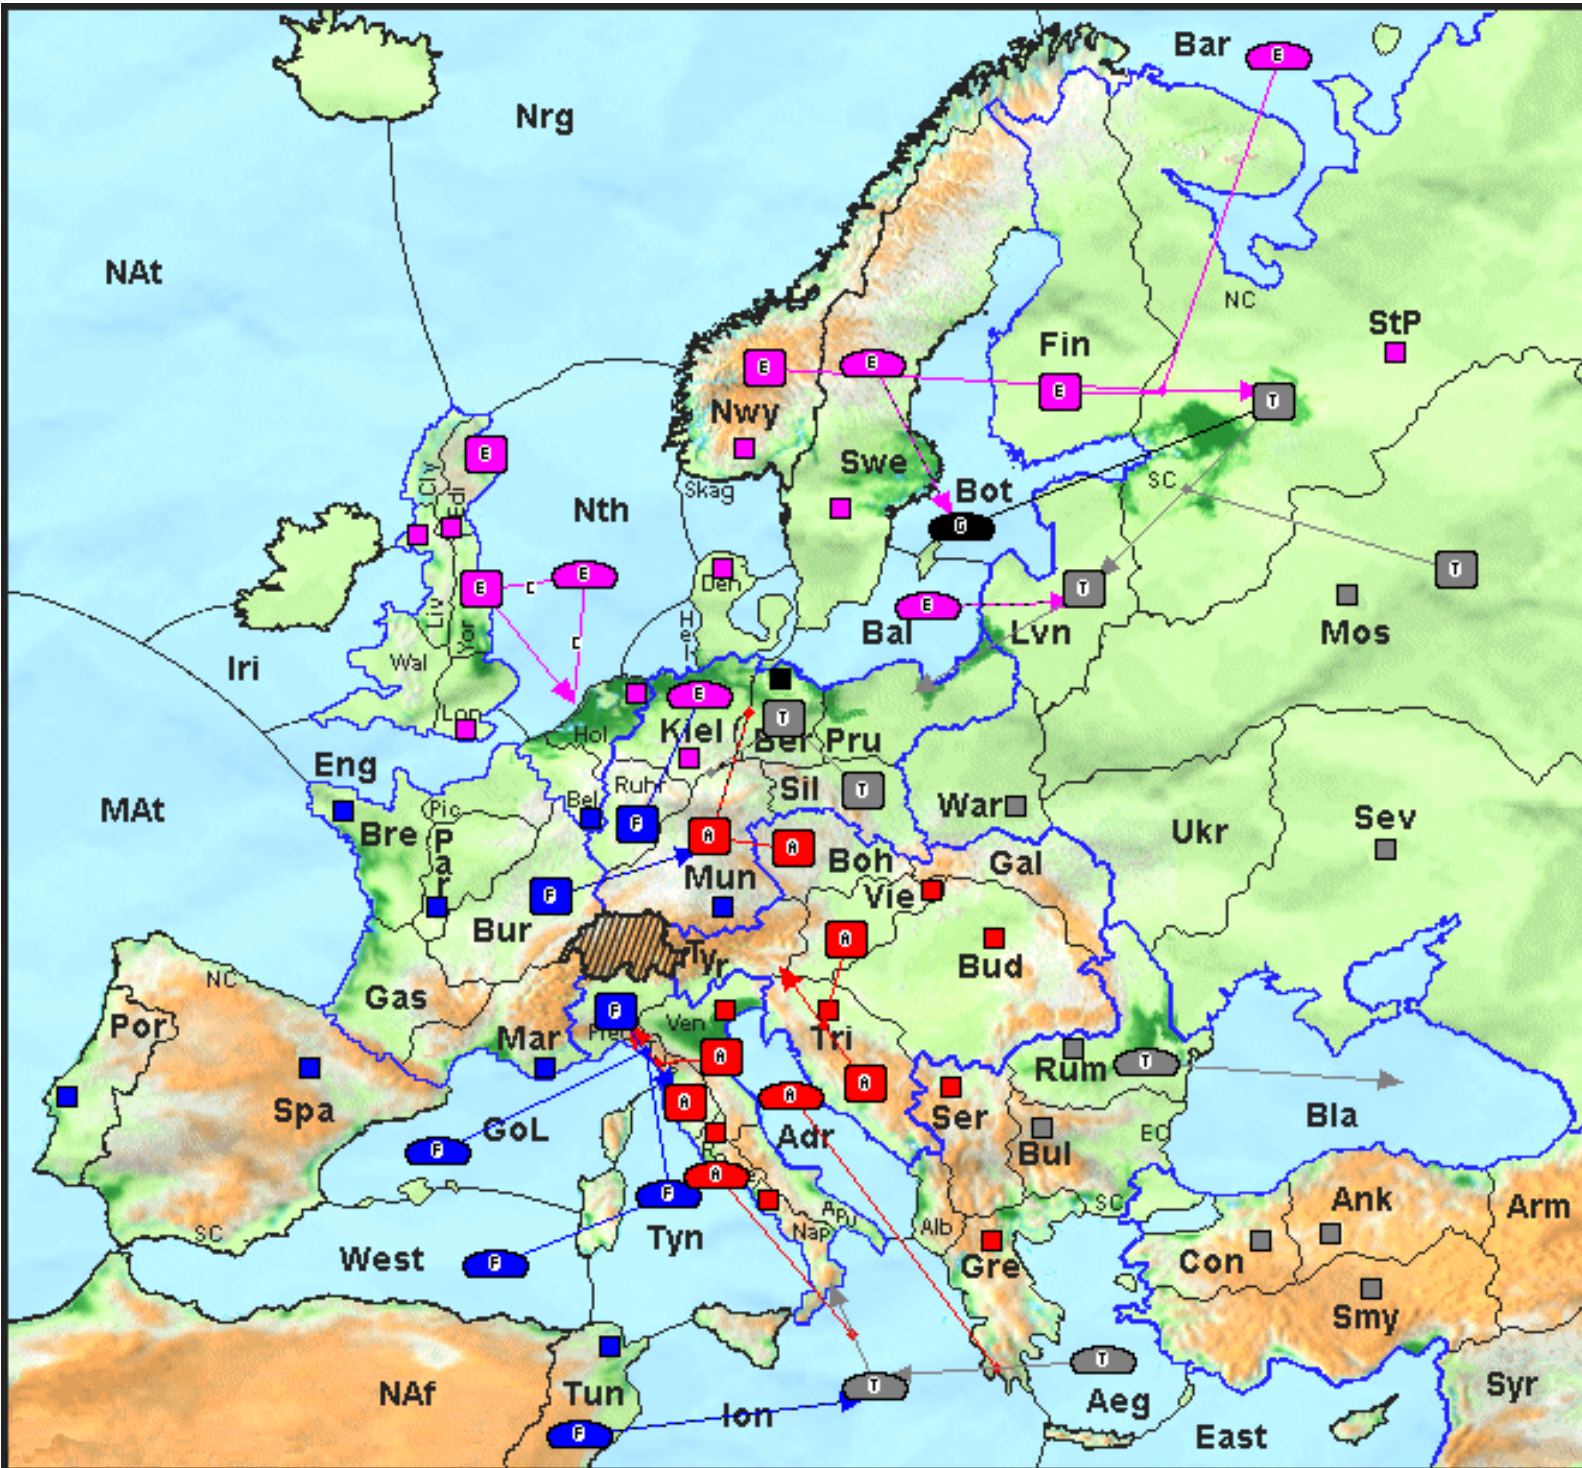 Bar
E
Nrg
NAt
NC
StP
Fin
E
E
E
T
Nwy
E
Swe
SC
Skag
Bot
Nth
G
Cly
Edi
E
C
E
T
T
Den
Mos
E
Bal
Lvn
Hel
C
Liv
Yor
Iri
Wal
Lon
E
T
Hol
Kiel
Ber
Pru
Eng
Ruhr
Sil
T
MAt
Pic
Bel
War
Sev
Ukr
Bre
Par
F
A
A
Boh
Gal
Mun
Vie
F
Bur
Tyr
A
Bud
NC
Gas
Por
F
Pie
Ven
Mar
Tri
Rum
T
A
A
Spa
GoL
A
A
Adr
Ser
Bla
Bul
EC
F
A
F
SC
Ank
Arm
SC
Apu
Nap
Alb
Tyn
West
F
Gre
Con
Smy
T
NAf
Tun
T
Ion
Aeg
Syr
F
East